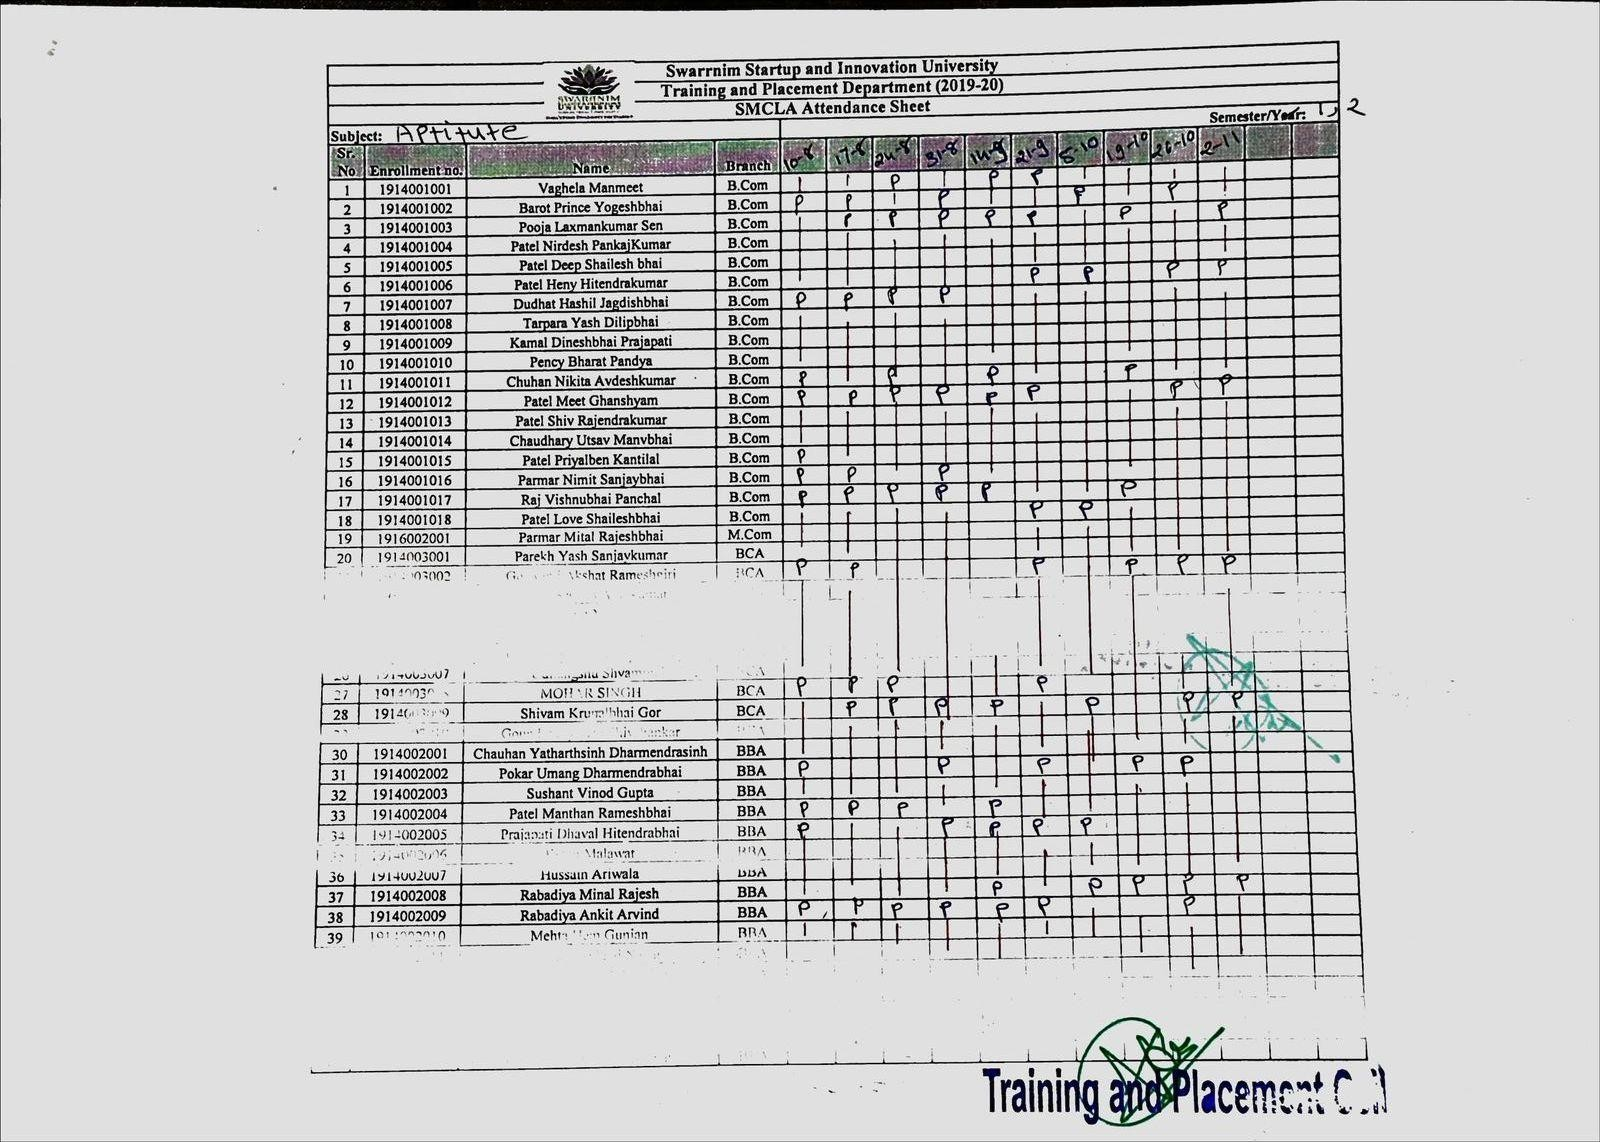 Swarrnim Startup and Innovation University
Training and Placement Department (2019-20)
SMCLA Attendance Sheet
SWARRNIM UNIVERSITY
Semester/Year: 1, 2
Subject: Aptitute
Sr. No Enrollment no. Name Branch 10-8 17-8 24-8 31-8 14-9 21-9 5-10 19-10 26-10 2-11
1 1914001001 Vaghela Manmeet B.Com P P P P
2 1914001002 Barot Prince Yogeshbhai B.Com P P P P
3 1914001003 Pooja Laxmankumar Sen B.Com P P P P P P P
4 1914001004 Patel Nirdesh PankajKumar B.Com
5 1914001005 Patel Deep Shailesh bhai B.Com
6 1914001006 Patel Heny Hitendrakumar B.Com P P P P
7 1914001007 Dudhat Hashil Jagdishbhai B.Com P P P P
8 1914001008 Tarpara Yash Dilipbhai B.Com
9 1914001009 Kamal Dineshbhai Prajapati B.Com
10 1914001010 Pency Bharat Pandya B.Com
11 1914001011 Chuhan Nikita Avdeshkumar B.Com P P P P
12 1914001012 Patel Meet Ghanshyam B.Com P P P P P P P P
13 1914001013 Patel Shiv Rajendrakumar B.Com
14 1914001014 Chaudhary Utsav Manvbhai B.Com
15 1914001015 Patel Priyalben Kantilal B.Com P
16 1914001016 Parmar Nimit Sanjaybhai B.Com P P P
17 1914001017 Raj Vishnubhai Panchal B.Com P P P P P P
18 1914001018 Patel Love Shaileshbhai B.Com P P
19 1916002001 Parmar Mital Rajeshbhai M.Com
20 1914003001 Parekh Yash Sanjaykumar BCA
Rameshgiri BCA P P P P P P
27 MOHAR SINGH BCA P P P P
28 Shivam Gor BCA P P P P P P P
30 1914002001 Chauhan Yatharthsinh Dharmendrasinh BBA
31 1914002002 Pokar Umang Dharmendrabhai BBA P P P P P
32 1914002003 Sushant Vinod Gupta BBA
33 1914002004 Patel Manthan Rameshbhai BBA P P P P
34 1914002005 Prajapati Dhaval Hitendrabhai BBA P P P P P
1914002006 Malawat BBA
36 1914002007 Hussain Ariwala BBA
37 1914002008 Rabadiya Minal Rajesh BBA P P P P P
38 1914002009 Rabadiya Ankit Arvind BBA P P P P P P P
39 Mehta BBA
Training and Placement Cell